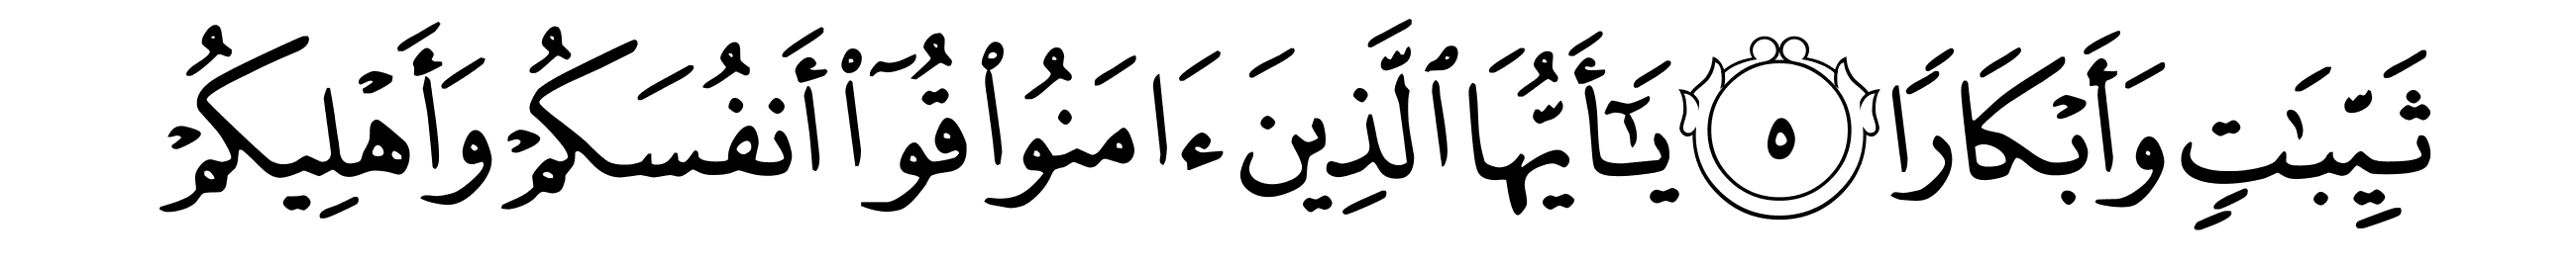 ثَيِّبَٰتٍ وَأَبْكَارًا ٥ يَٰٓأَيُّهَا ٱلَّذِينَ ءَامَنُوا۟ قُوٓا۟ أَنفُسَكُمْ وَأَهْلِيكُمْ